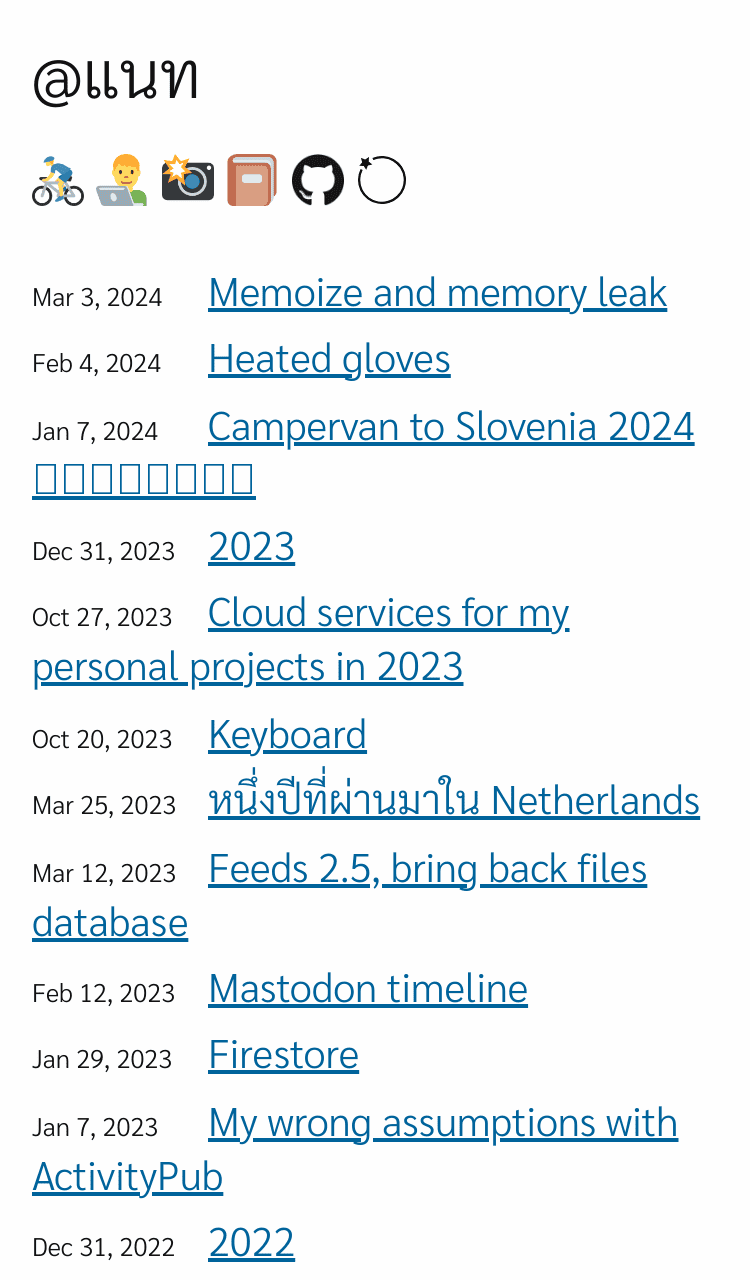 @แนท
Mar 3, 2024 Memoize and memory leak
Feb 4, 2024 Heated gloves
Jan 7, 2024 Campervan to Slovenia 2024
Dec 31, 2023 2023
Oct 27, 2023 Cloud services for my
personal projects in 2023
Oct 20, 2023 Keyboard
Mar 25, 2023 หนึ่งปีที่ผ่านมาใน Netherlands
Mar 12, 2023 Feeds 2.5, bring back files
database
Feb 12, 2023 Mastodon timeline
Jan 29, 2023 Firestore
Jan 7, 2023 My wrong assumptions with
ActivityPub
Dec 31, 2022 2022